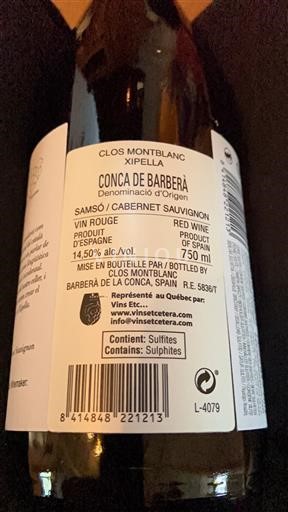 CLOS MONTBLANC
XIPELLA
CONCA DE BARBERÀ
Denominació d'Origen
SAMSÓ / CABERNET SAUVIGNON
VIN ROUGE RED WINE
PRODUIT PRODUCT
D'ESPAGNE OF SPAIN
14,50% alc./vol. 750 ml
MISE EN BOUTEILLE PAR / BOTTLED BY
CLOS MONTBLANC
BARBERÀ DE LA CONCA, SPAIN R.E. 5836/T
Représenté au Québec par:
Vins Etc...
www.vinsetcetera.com
info@vinsetcetera.com
Contient: Sulfites
Contains: Sulphites
8 414848 221213
L-4079